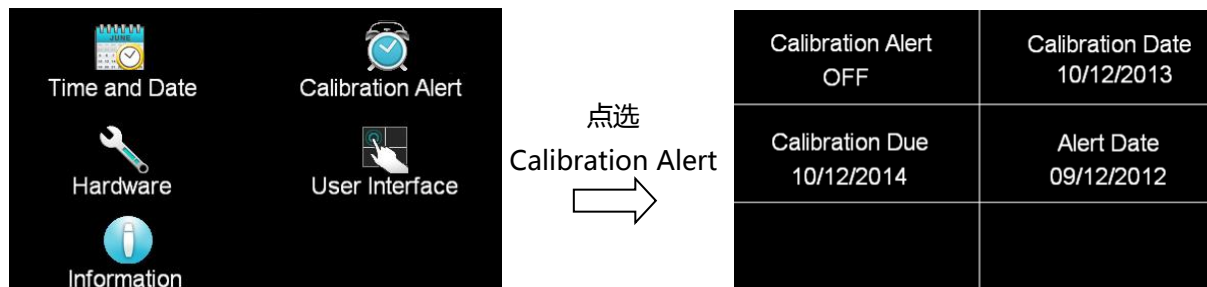 JUNE
Time and Date
Calibration Alert
Hardware
User Interface
Information
点选
Calibration Alert
Calibration Alert
OFF
Calibration Date
10/12/2013
Calibration Due
10/12/2014
Alert Date
09/12/2012